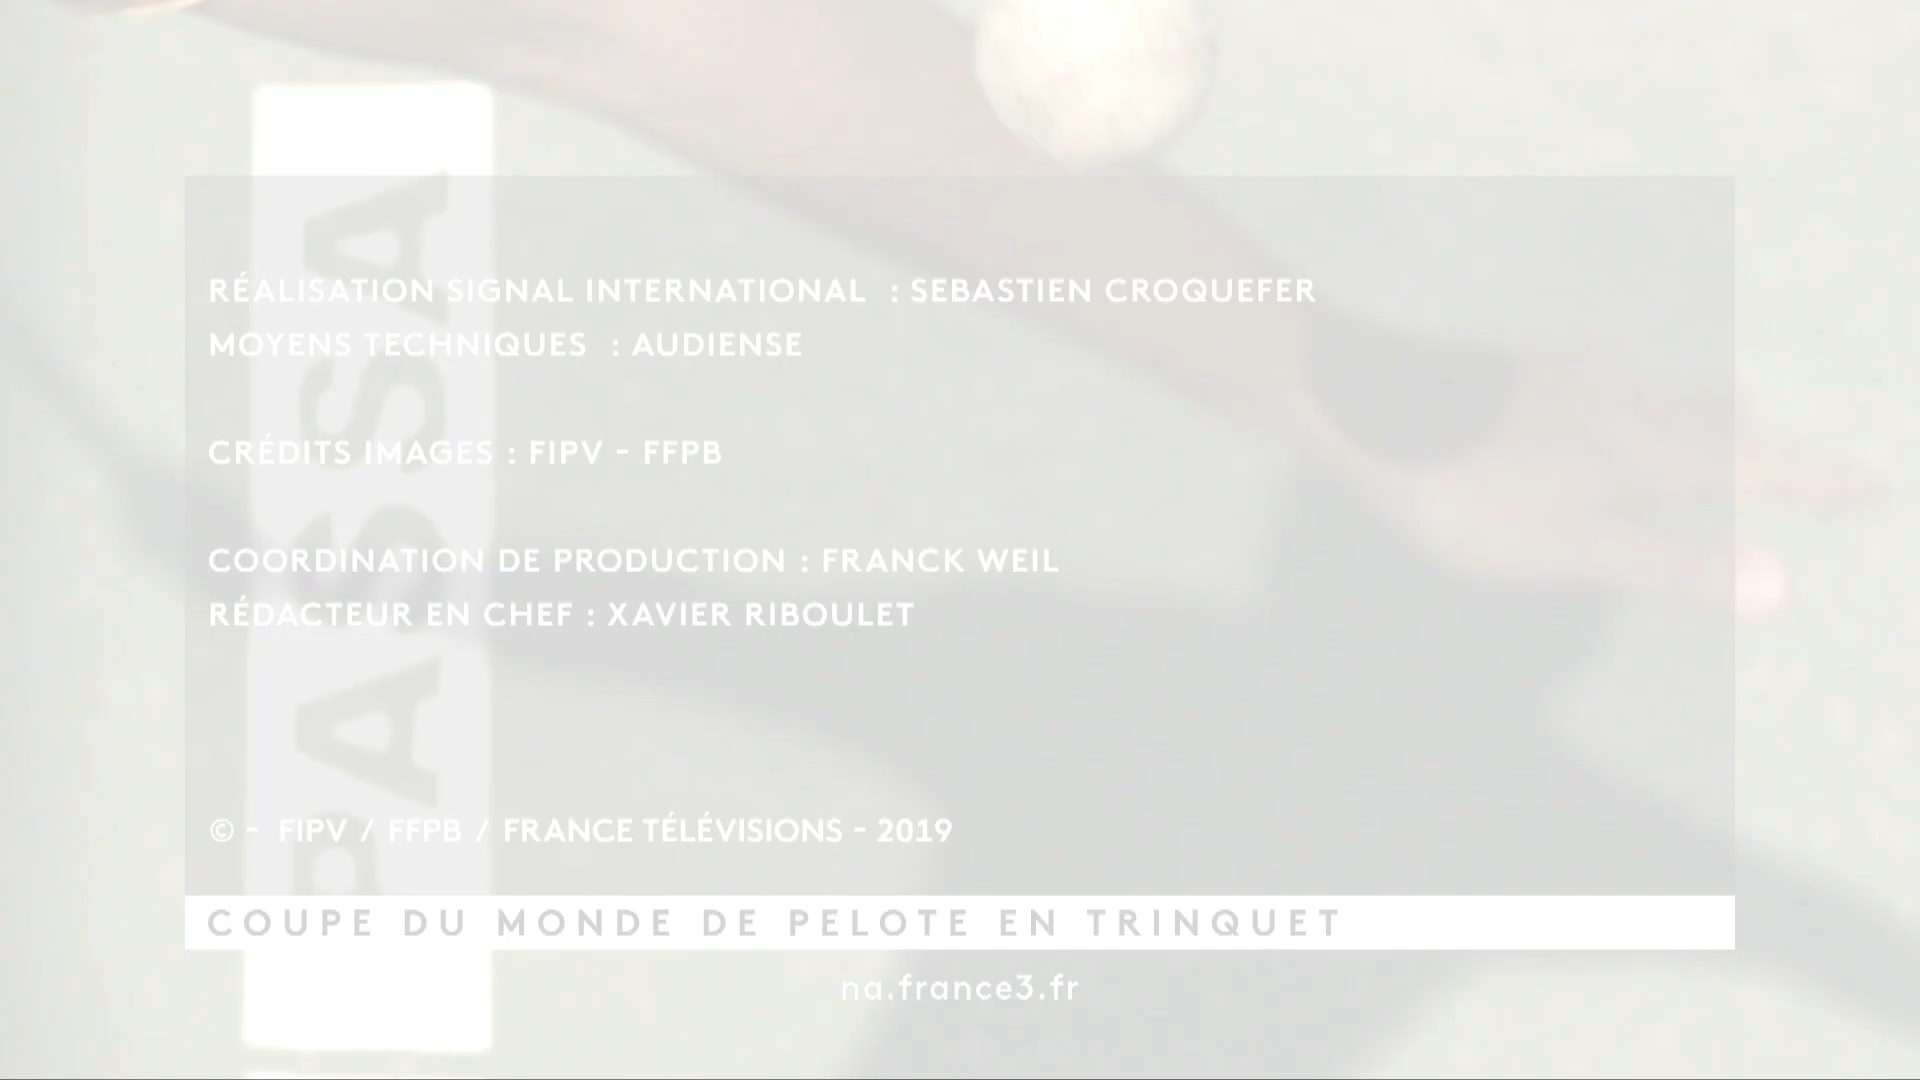 RÉALISATION SIGNAL INTERNATIONAL : SEBASTIEN CROQUEFER
MOYENS TECHNIQUES : AUDIENSE
CRÉDITS IMAGES : FIPV - FFPB
COORDINATION DE PRODUCTION : FRANCK WEIL
RÉDACTEUR EN CHEF : XAVIER RIBOULET
© - FIPV / FFPB / FRANCE TÉLÉVISIONS - 2019
COUPE DU MONDE DE PELOTE EN TRINQUET
na.france3.fr
PASSA